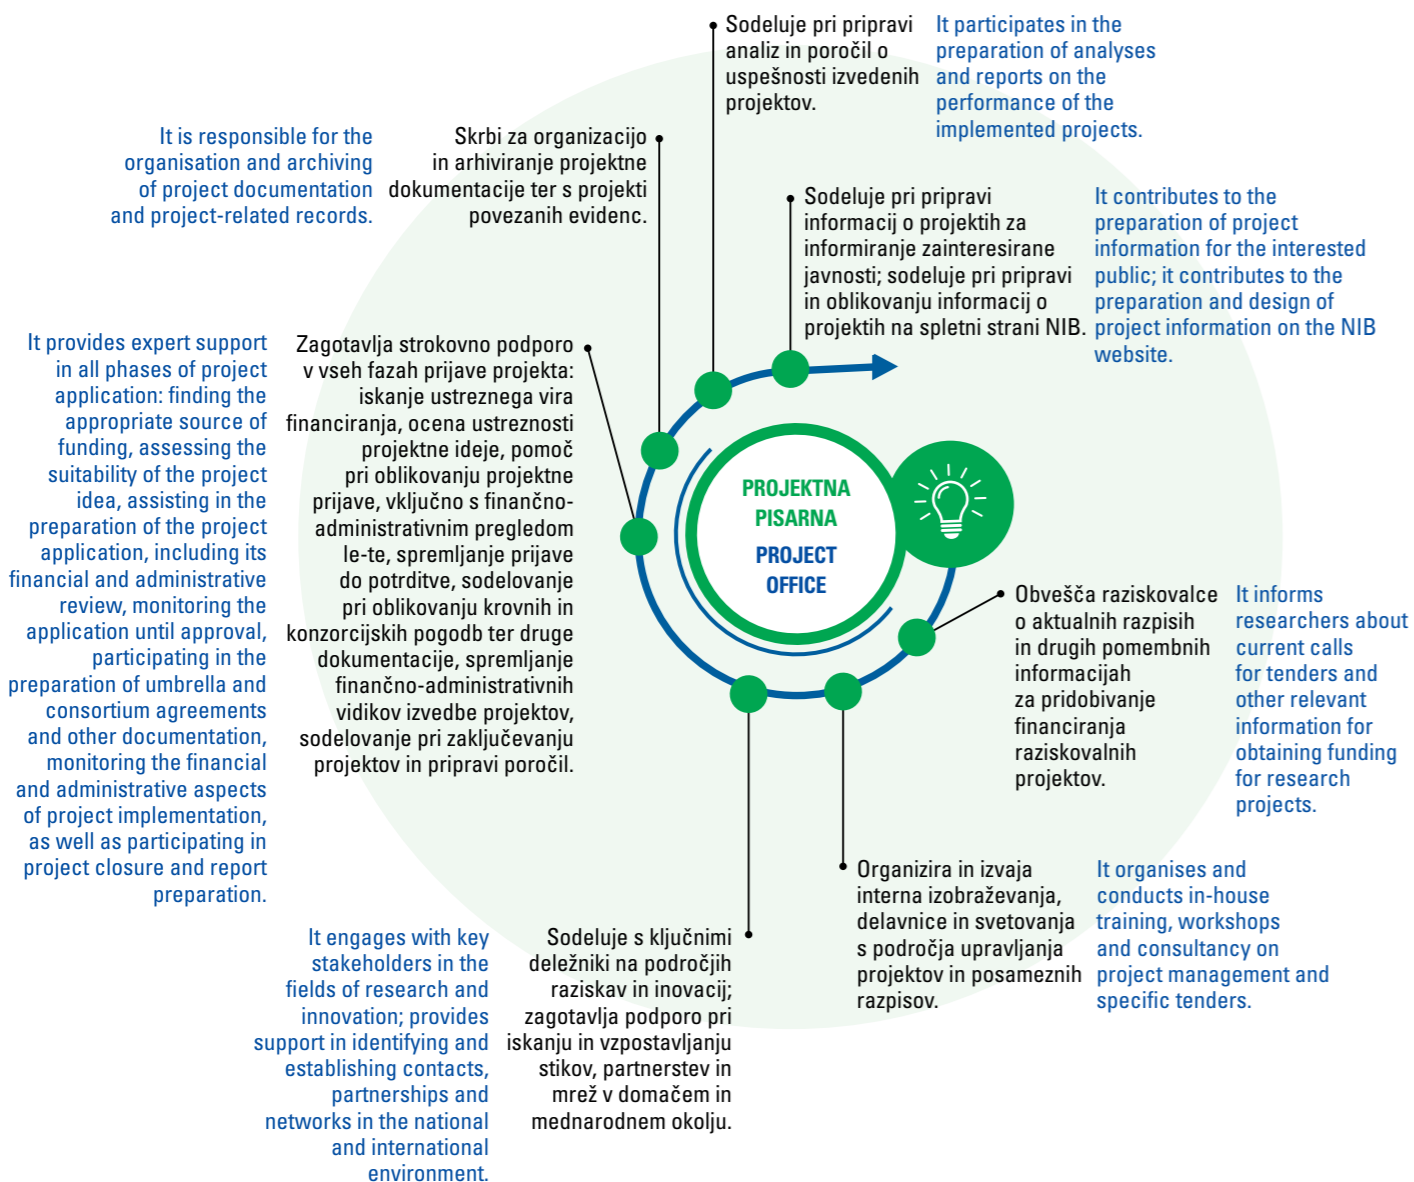 Sodeluje pri pripravi
analiz in poročil o
uspešnosti izvedenih
projektov.
It participates in the
preparation of analyses
and reports on the
performance of the
implemented projects.
It is responsible for the
organisation and archiving
of project documentation
and project-related records.
Skrbi za organizacijo
in arhiviranje projektne
dokumentacije ter s projekti
povezanih evidenc.
Sodeluje pri pripravi
informacij o projektih za
informiranje zainteresirane
javnosti; sodeluje pri pripravi
in oblikovanju informacij o
projektih na spletni strani NIB.
It contributes to the
preparation of project
information for the interested
public; it contributes to the
preparation and design of
project information on the NIB
website.
It provides expert support
in all phases of project
application: finding the
appropriate source of
funding, assessing the
suitability of the project
idea, assisting in the
preparation of the project
application, including its
financial and administrative
review, monitoring the
application until approval,
participating in the
preparation of umbrella and
consortium agreements
and other documentation,
monitoring the financial
and administrative aspects
of project implementation,
as well as participating in
project closure and report
preparation.
Zagotavlja strokovno podporo
v vseh fazah prijave projekta:
iskanje ustreznega vira
financiranja, ocena ustreznosti
projektne ideje, pomoč
pri oblikovanju projektne
prijave, vključno s finančno-
administrativnim pregledom
le-te, spremljanje prijave
do potrditve, sodelovanje
pri oblikovanju krovnih in
konzorcijskih pogodb ter druge
dokumentacije, spremljanje
finančno-administrativnih
vidikov izvedbe projektov,
sodelovanje pri zaključevanju
projektov in pripravi poročil.
PROJEKTNA
PISARNA
PROJECT
OFFICE
Obvešča raziskovalce
o aktualnih razpisih
in drugih pomembnih
informacijah
za pridobivanje
financiranja
raziskovalnih
projektov.
It informs
researchers about
current calls
for tenders and
other relevant
information for
obtaining funding
for research
projects.
Organizira in izvaja
interna izobraževanja,
delavnice in svetovanja
s področja upravljanja
projektov in posameznih
razpisov.
It organises and
conducts in-house
training, workshops
and consultancy on
project management and
specific tenders.
It engages with key
stakeholders in the
fields of research and
innovation; provides
support in identifying and
establishing contacts,
partnerships and
networks in the national
and international
environment.
Sodeluje s ključnimi
deležniki na področjih
raziskav in inovacij;
zagotavlja podporo pri
iskanju in vzpostavljanju
stikov, partnerstev in
mrež v domačem in
mednarodnem okolju.